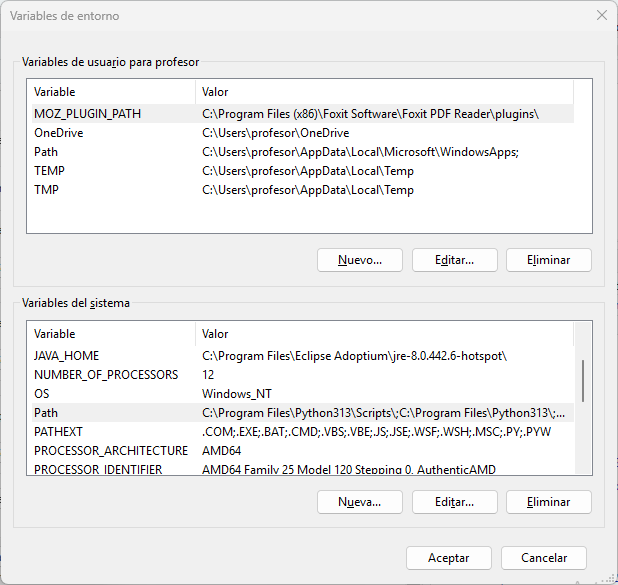 Variables de entorno
Variables de usuario para profesor
Variable Valor
MOZ_PLUGIN_PATH C:\Program Files (x86)\Foxit Software\Foxit PDF Reader\plugins\
OneDrive C:\Users\profesor\OneDrive
Path C:\Users\profesor\AppData\Local\Microsoft\WindowsApps;
TEMP C:\Users\profesor\AppData\Local\Temp
TMP C:\Users\profesor\AppData\Local\Temp
Nuevo... Editar... Eliminar
Variables del sistema
Variable Valor
JAVA_HOME C:\Program Files\Eclipse Adoptium\jre-8.0.442.6-hotspot\
NUMBER_OF_PROCESSORS 12
OS Windows_NT
Path C:\Program Files\Python313\Scripts\;C:\Program Files\Python313\;...
PATHEXT .COM;.EXE;.BAT;.CMD;.VBS;.VBE;.JS;.JSE;.WSF;.WSH;.MSC;.PY;.PYW
PROCESSOR_ARCHITECTURE AMD64
PROCESSOR_IDENTIFIER AMD64 Family 25 Model 120 Stepping 0, AuthenticAMD
Nueva... Editar... Eliminar
Aceptar Cancelar